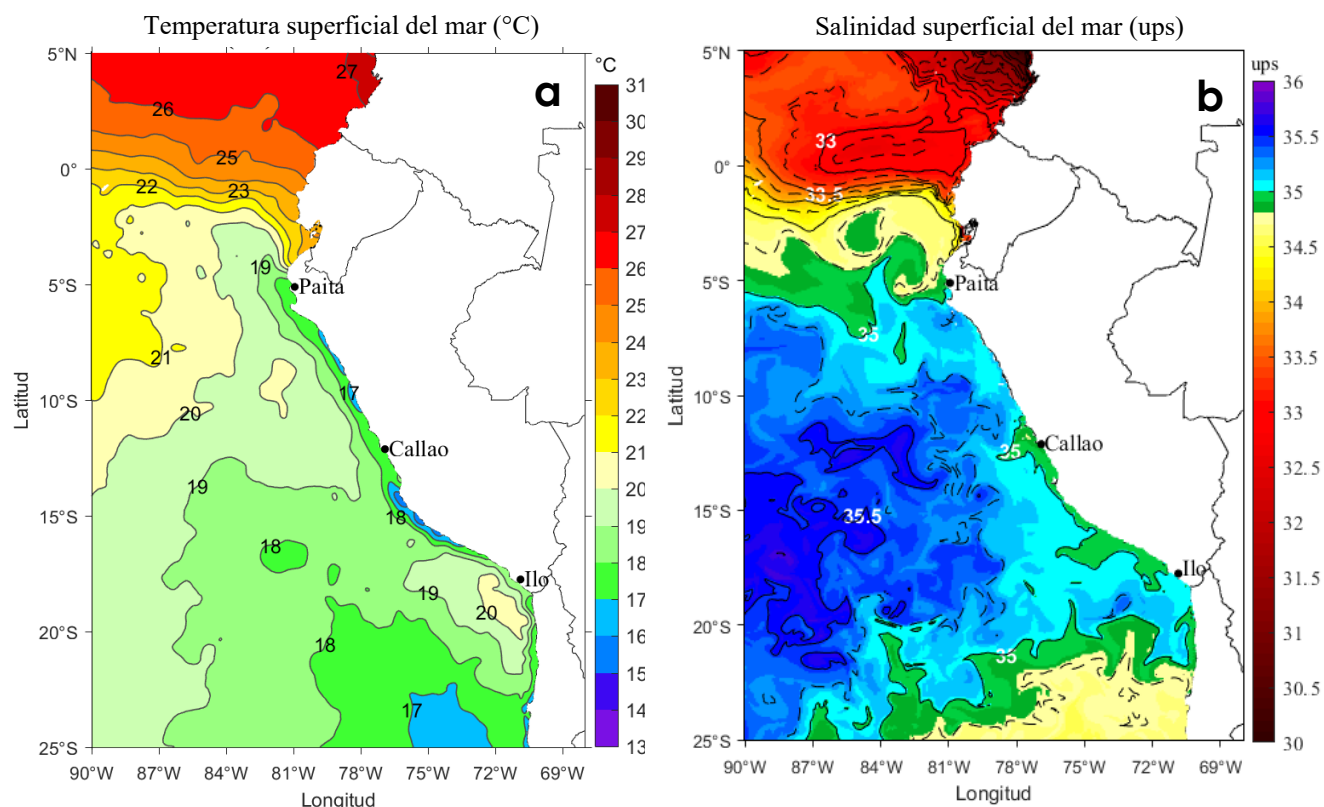 Temperatura superficial del mar (°C)
Salinidad superficial del mar (ups)
a
b
°C
ups
5°N
0°
5°S
10°S
15°S
20°S
25°S
Latitud
90°W
87°W
84°W
81°W
78°W
75°W
72°W
69°W
Longitud
27
26
25
22
23
19
21
20
17
19
18
18
19
20
18
17
Paita
Callao
Ilo
31
30
29
28
27
26
25
24
23
22
21
20
19
18
17
16
15
14
13
5°N
0°
5°S
10°S
15°S
20°S
25°S
Latitud
90°W
87°W
84°W
81°W
78°W
75°W
72°W
69°W
Longitud
33
33.5
35
35
35.5
35
Paita
Callao
Ilo
36
35.5
35
34.5
34
33.5
33
32.5
32
31.5
31
30.5
30